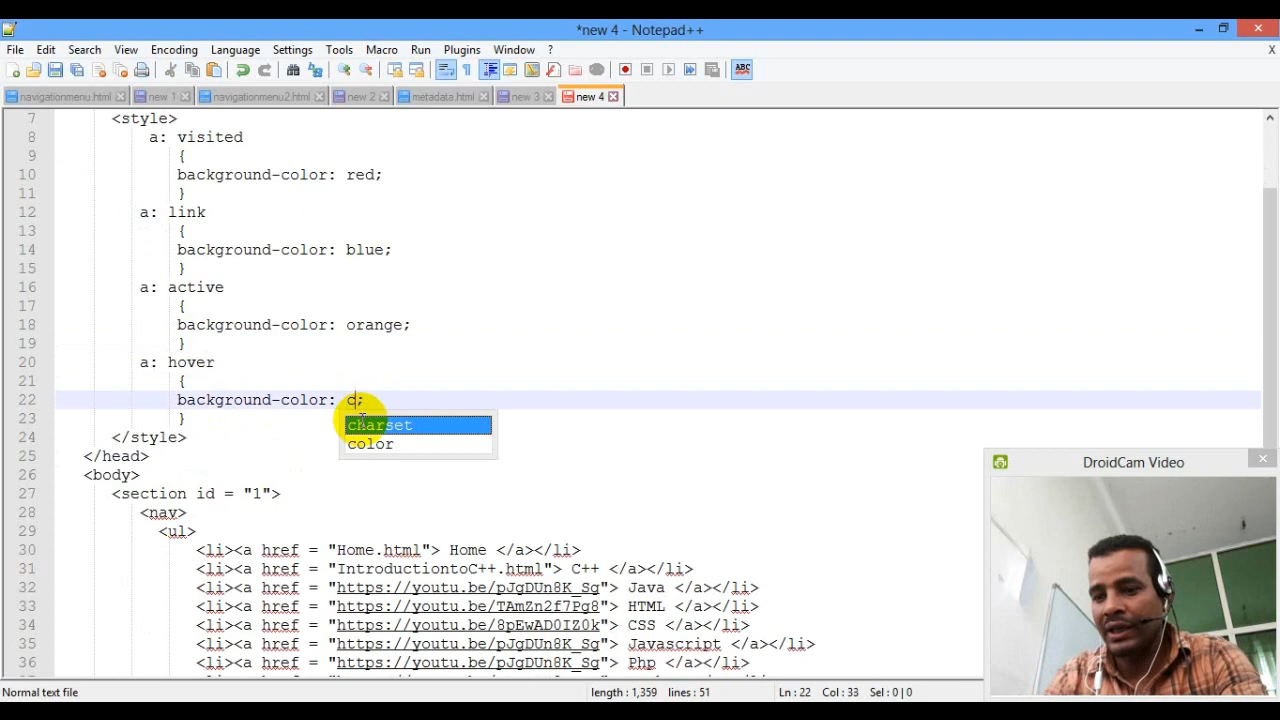 *new 4 - Notepad++
File Edit Search View Encoding Language Settings Tools Macro Run Plugins Window ? X
ABC
navigationmenu.html new 1 navigationmenu2.html new 2 metadata.html new 3 new 4
7 <style>
8 a: visited
9 {
10 background-color: red;
11 }
12 a: link
13 {
14 background-color: blue;
15 }
16 a: active
17 {
18 background-color: orange;
19 }
20 a: hover
21 {
22 background-color: c;
23 }
charset
24 </style>
color
25 </head>
26 <body>
27 <section id = "1">
28 <nav>
29 <ul>
30 <li><a href = "Home.html"> Home </a></li>
31 <li><a href = "IntroductiontoC++.html"> C++ </a></li>
32 <li><a href = "https://youtu.be/pJgDUn8K_Sg"> Java </a></li>
33 <li><a href = "https://youtu.be/TAmZn2f7Pg8"> HTML </a></li>
34 <li><a href = "https://youtu.be/8pEwAD0IZ0k"> CSS </a></li>
35 <li><a href = "https://youtu.be/pJgDUn8K_Sg"> Javascript </a></li>
36 <li><a href = "https://youtu.be/pJgDUn8K_Sg"> Php </a></li>
DroidCam Video
Normal text file length : 1,359 lines : 51 Ln : 22 Col : 33 Sel : 0 | 0